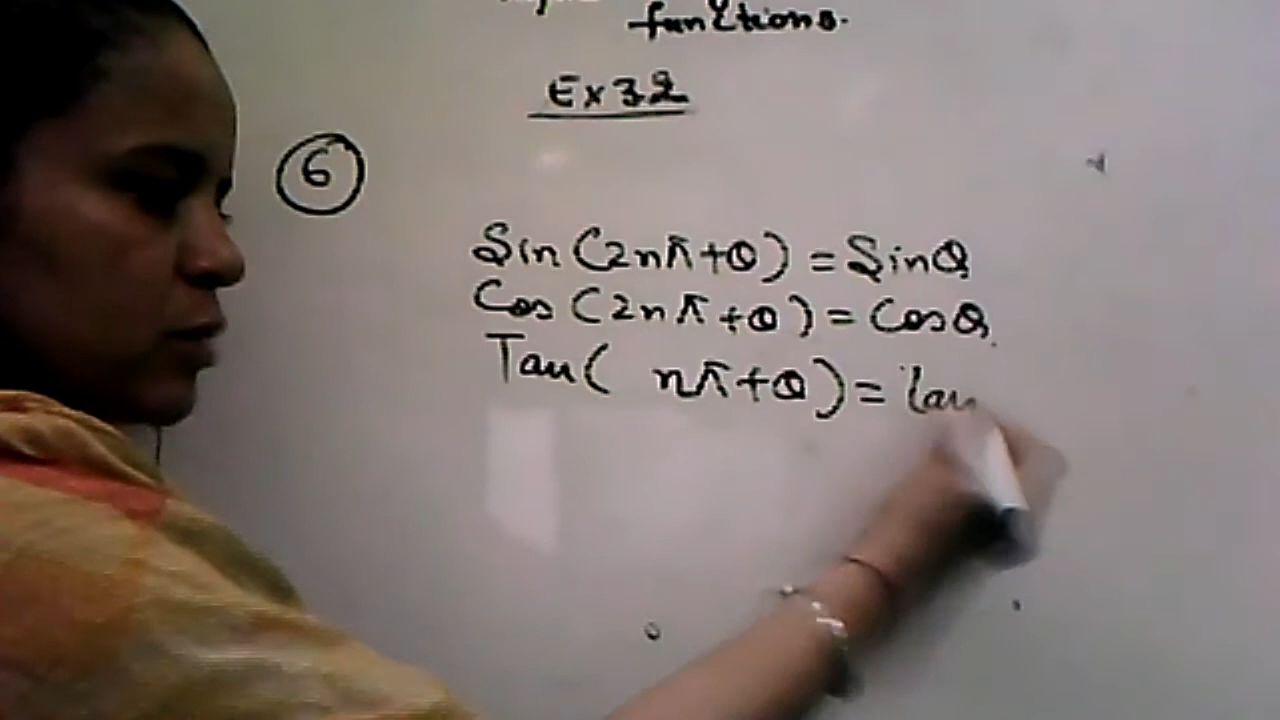 functions.
Ex 3.2
6
Sin(2nπ+θ) = Sinθ
Cos(2nπ+θ) = Cosθ.
Tan( nπ+θ) = Tan